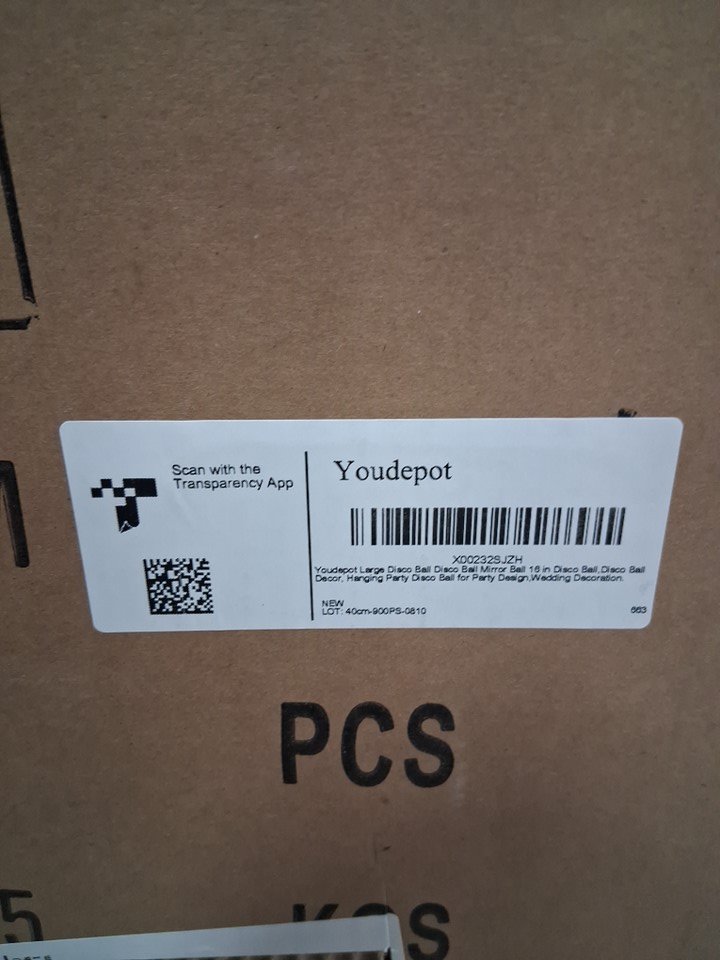 Scan with the
Transparency App
Youdepot
X00232SJZH
Youdepot Large Disco Ball Disco Ball Mirror Ball 16 in Disco Ball,Disco Ball
Decor, Hanging Party Disco Ball for Party Design,Wedding Decoration.
NEW
LOT: 40cm-900PS-0810
663
PCS
5
KGS